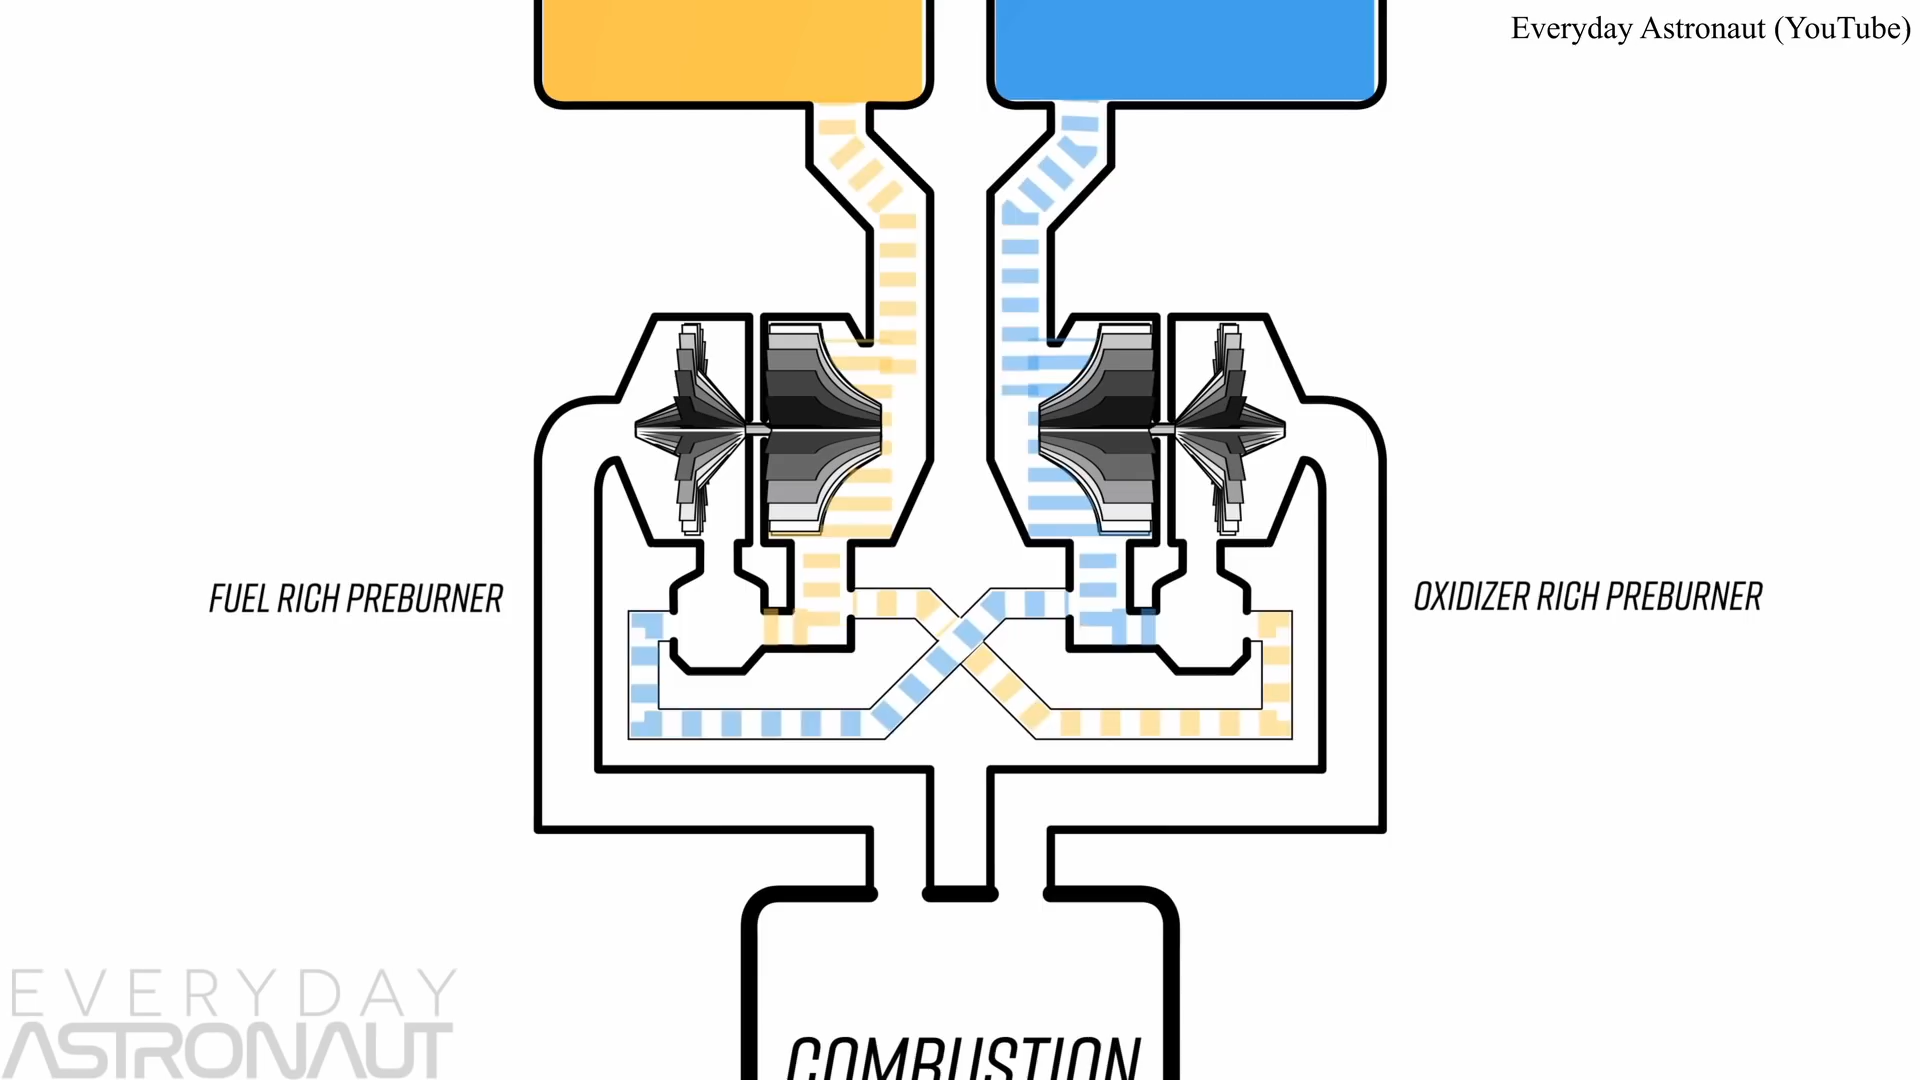 Everyday Astronaut (YouTube)
FUEL RICH PREBURNER
OXIDIZER RICH PREBURNER
COMBUSTION
EVERYDAY
ASTRONAUT